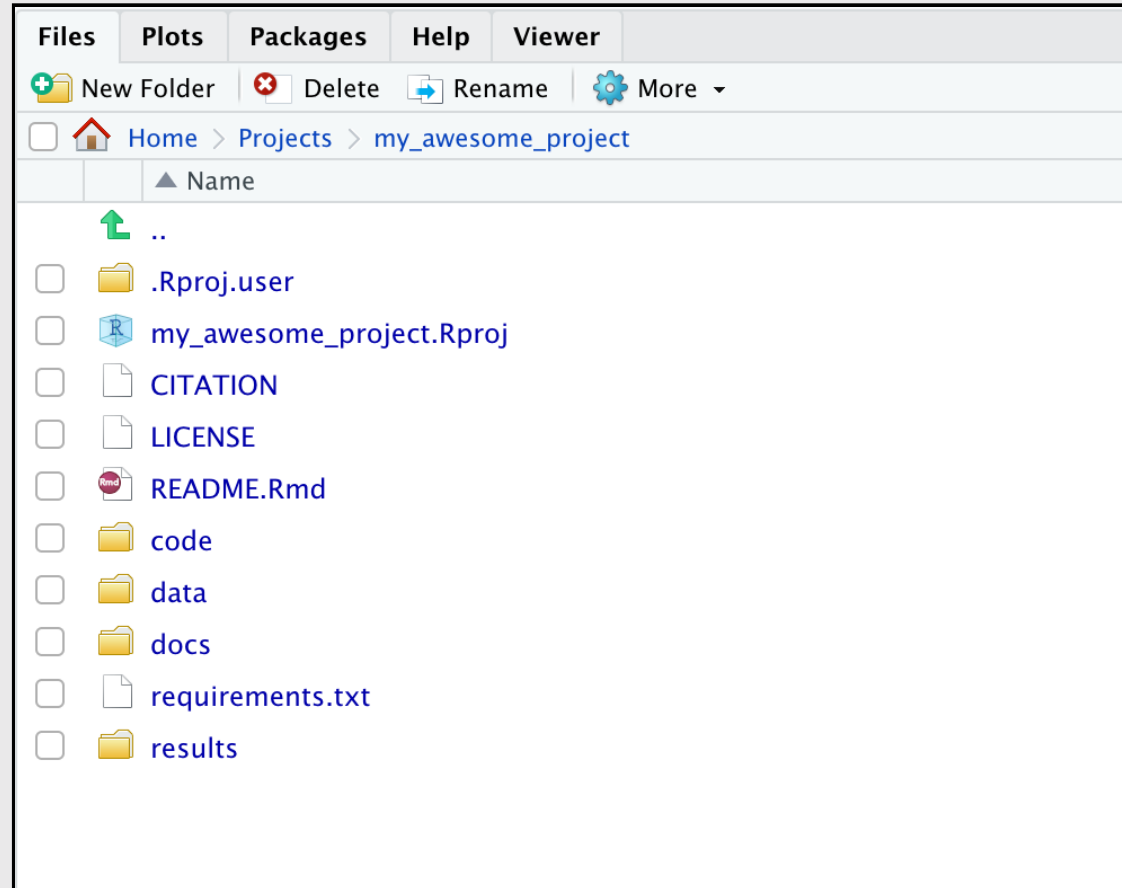 Files Plots Packages Help Viewer
New Folder Delete Rename More
Home Projects my_awesome_project
Name
..
.Rproj.user
R my_awesome_project.Rproj
CITATION
LICENSE
Rmd README.Rmd
code
data
docs
requirements.txt
results